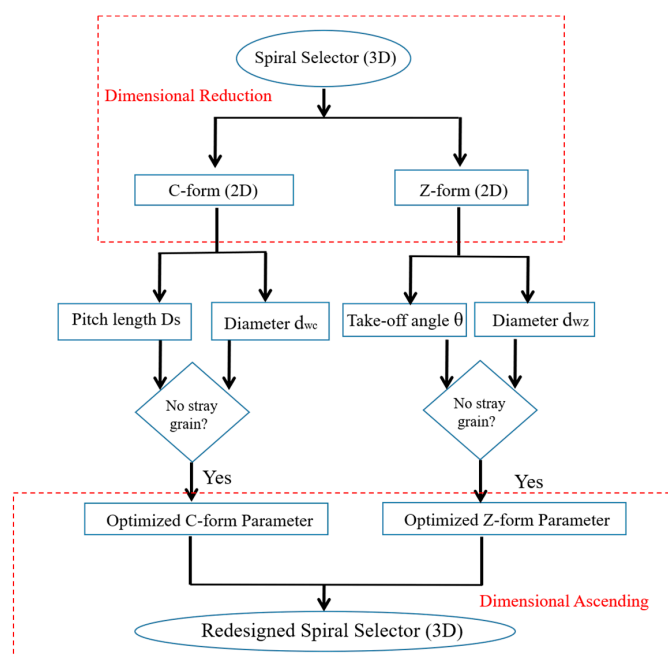 Spiral Selector (3D)
Dimensional Reduction
C-form (2D)
Z-form (2D)
Pitch length Ds
Diameter dwc
Take-off angle θ
Diameter dwz
No stray
grain?
No stray
grain?
Yes
Yes
Optimized C-form Parameter
Optimized Z-form Parameter
Dimensional Ascending
Redesigned Spiral Selector (3D)